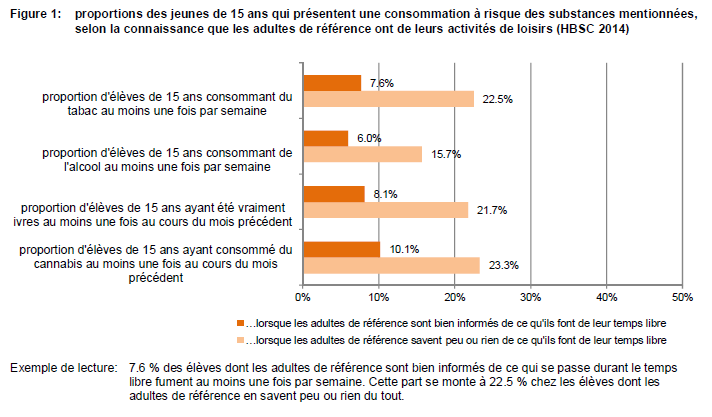 Figure 1: proportions des jeunes de 15 ans qui présentent une consommation à risque des substances mentionnées,
selon la connaissance que les adultes de référence ont de leurs activités de loisirs (HBSC 2014)
proportion d'élèves de 15 ans consommant du
tabac au moins une fois par semaine
7.6%
22.5%
proportion d'élèves de 15 ans consommant de
l'alcool au moins une fois par semaine
6.0%
15.7%
proportion d'élèves de 15 ans ayant été vraiment
ivres au moins une fois au cours du mois précédent
8.1%
21.7%
proportion d'élèves de 15 ans ayant consommé du
cannabis au moins une fois au cours du mois
précédent
10.1%
23.3%
0% 10% 20% 30% 40% 50%
...lorsque les adultes de référence sont bien informés de ce qu'ils font de leur temps libre
...lorsque les adultes de référence savent peu ou rien de ce qu'ils font de leur temps libre
Exemple de lecture: 7.6 % des élèves dont les adultes de référence sont bien informés de ce qui se passe durant le temps
libre fument au moins une fois par semaine. Cette part se monte à 22.5 % chez les élèves dont les
adultes de référence en savent peu ou rien du tout.